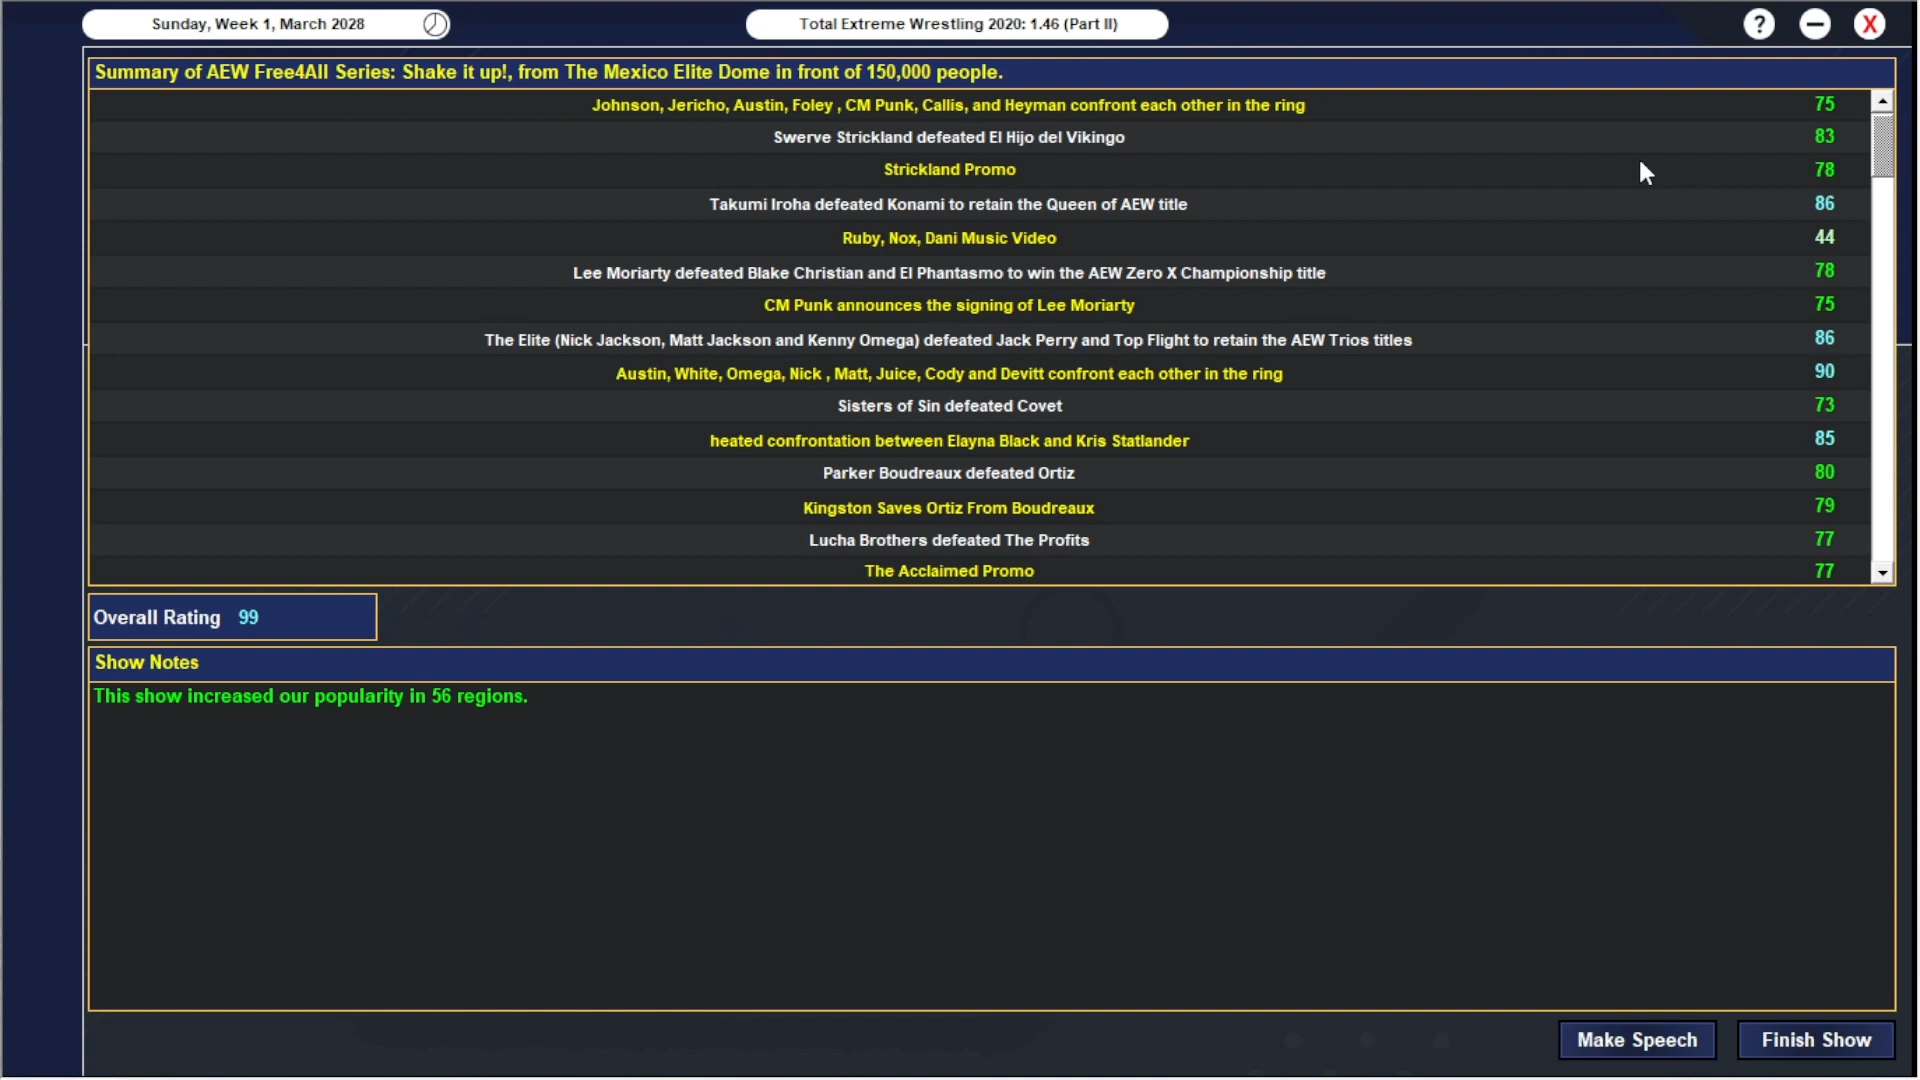 Sunday, Week 1, March 2028
Total Extreme Wrestling 2020: 1.46 (Part II)
? X
Summary of AEW Free4All Series: Shake it up!, from The Mexico Elite Dome in front of 150,000 people.
Johnson, Jericho, Austin, Foley , CM Punk, Callis, and Heyman confront each other in the ring 75
Swerve Strickland defeated El Hijo del Vikingo 83
Strickland Promo 78
Takumi Iroha defeated Konami to retain the Queen of AEW title 86
Ruby, Nox, Dani Music Video 44
Lee Moriarty defeated Blake Christian and El Phantasmo to win the AEW Zero X Championship title 78
CM Punk announces the signing of Lee Moriarty 75
The Elite (Nick Jackson, Matt Jackson and Kenny Omega) defeated Jack Perry and Top Flight to retain the AEW Trios titles 86
Austin, White, Omega, Nick , Matt, Juice, Cody and Devitt confront each other in the ring 90
Sisters of Sin defeated Covet 73
heated confrontation between Elayna Black and Kris Statlander 85
Parker Boudreaux defeated Ortiz 80
Kingston Saves Ortiz From Boudreaux 79
Lucha Brothers defeated The Profits 77
The Acclaimed Promo 77
Overall Rating 99
Show Notes
This show increased our popularity in 56 regions.
Make Speech
Finish Show